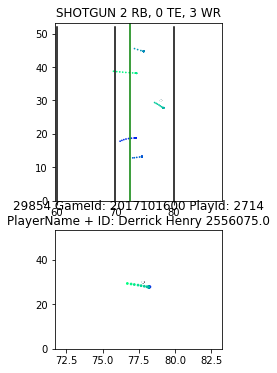 SHOTGUN 2 RB, 0 TE, 3 WR
50
40
30
20
10
0
60 70 80
29854 GameId: 2017101600 PlayId: 2714
PlayerName + ID: Derrick Henry 2556075.0
40
20
0
72.5 75.0 77.5 80.0 82.5